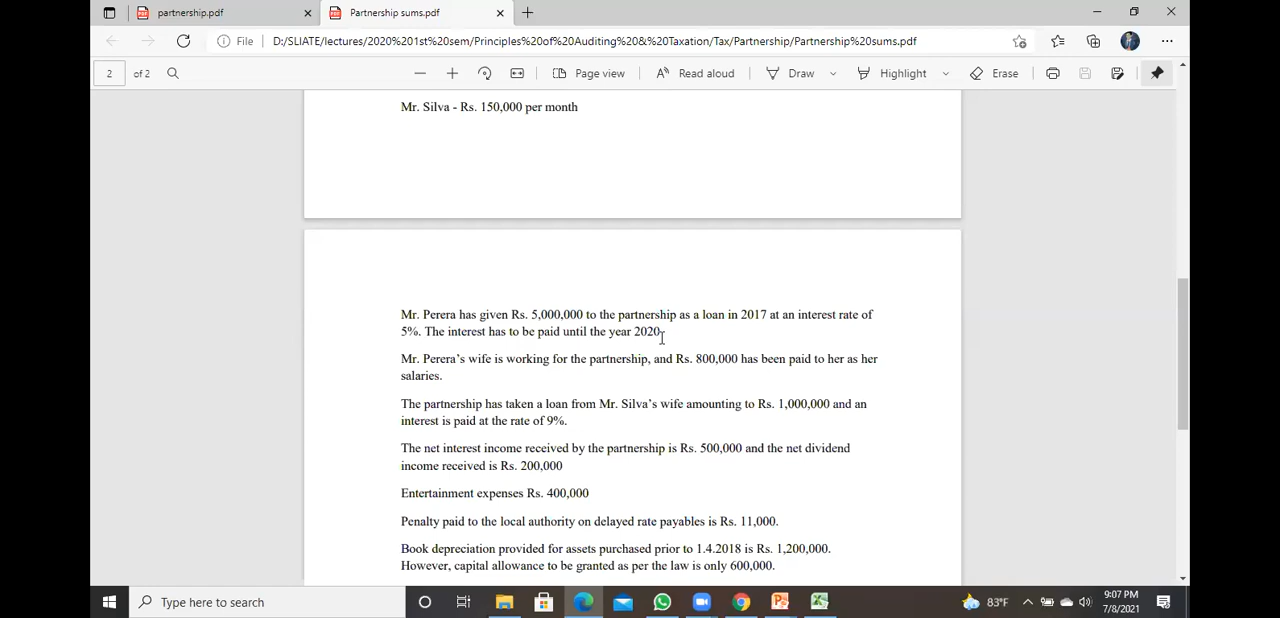 partnership.pdf
Partnership sums.pdf
File
D:/SLIATE/lectures/2020%201st%20sem/Principles%20of%20Auditing%20&%20Taxation/Tax/Partnership/Partnership%20sums.pdf
2 of 2
Page view
Read aloud
Draw
Highlight
Erase
Mr. Silva - Rs. 150,000 per month
Mr. Perera has given Rs. 5,000,000 to the partnership as a loan in 2017 at an interest rate of
5%. The interest has to be paid until the year 2020.
Mr. Perera’s wife is working for the partnership, and Rs. 800,000 has been paid to her as her
salaries.
The partnership has taken a loan from Mr. Silva’s wife amounting to Rs. 1,000,000 and an
interest is paid at the rate of 9%.
The net interest income received by the partnership is Rs. 500,000 and the net dividend
income received is Rs. 200,000
Entertainment expenses Rs. 400,000
Penalty paid to the local authority on delayed rate payables is Rs. 11,000.
Book depreciation provided for assets purchased prior to 1.4.2018 is Rs. 1,200,000.
However, capital allowance to be granted as per the law is only 600,000.
Type here to search
83°F
9:07 PM
7/8/2021